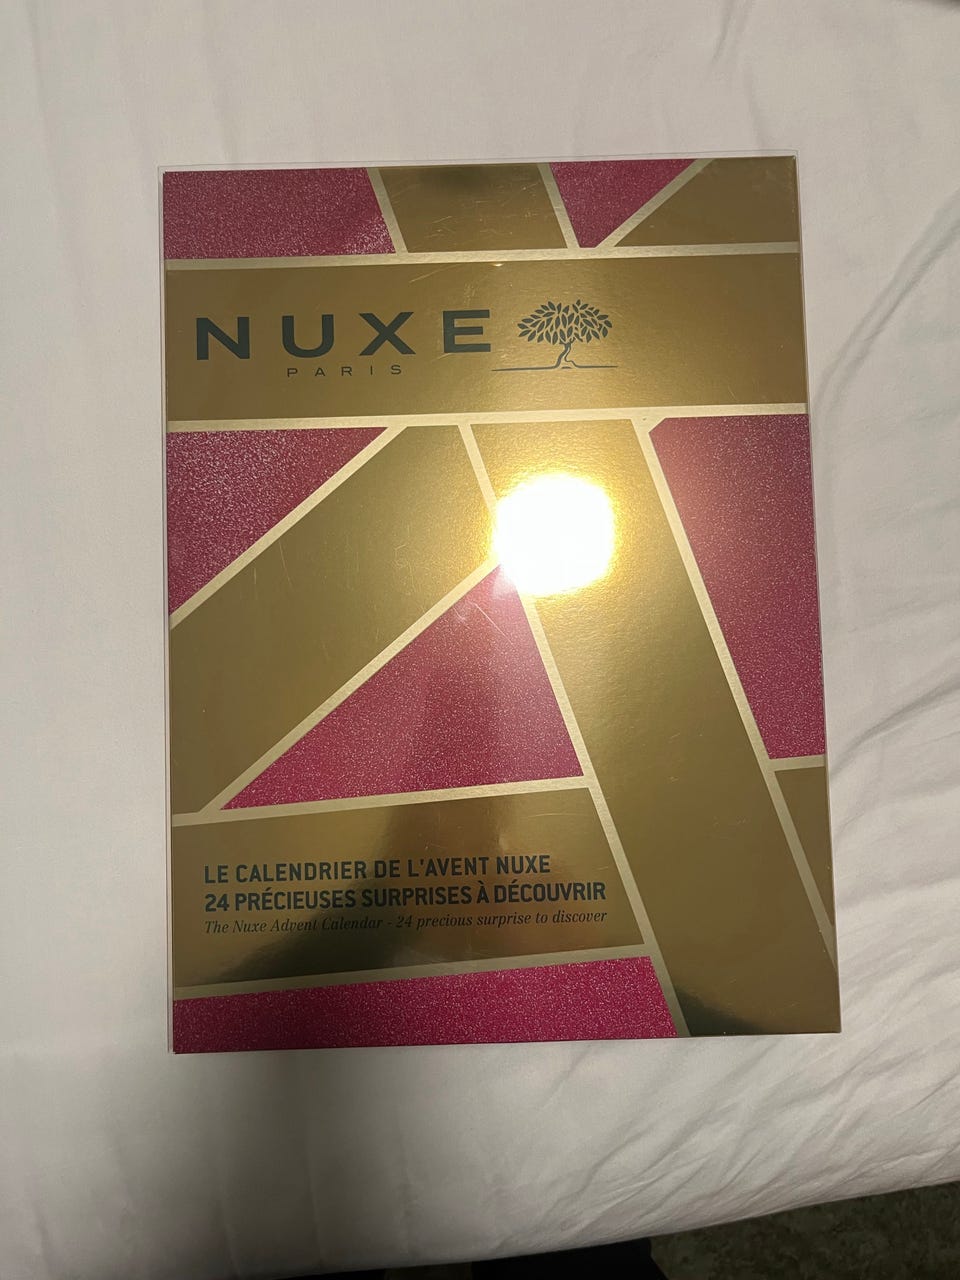 NUXE
PARIS
LE CALENDRIER DE L'AVENT NUXE
24 PRÉCIEUSES SURPRISES À DÉCOUVRIR
The Nuxe Advent Calendar - 24 precious surprise to discover